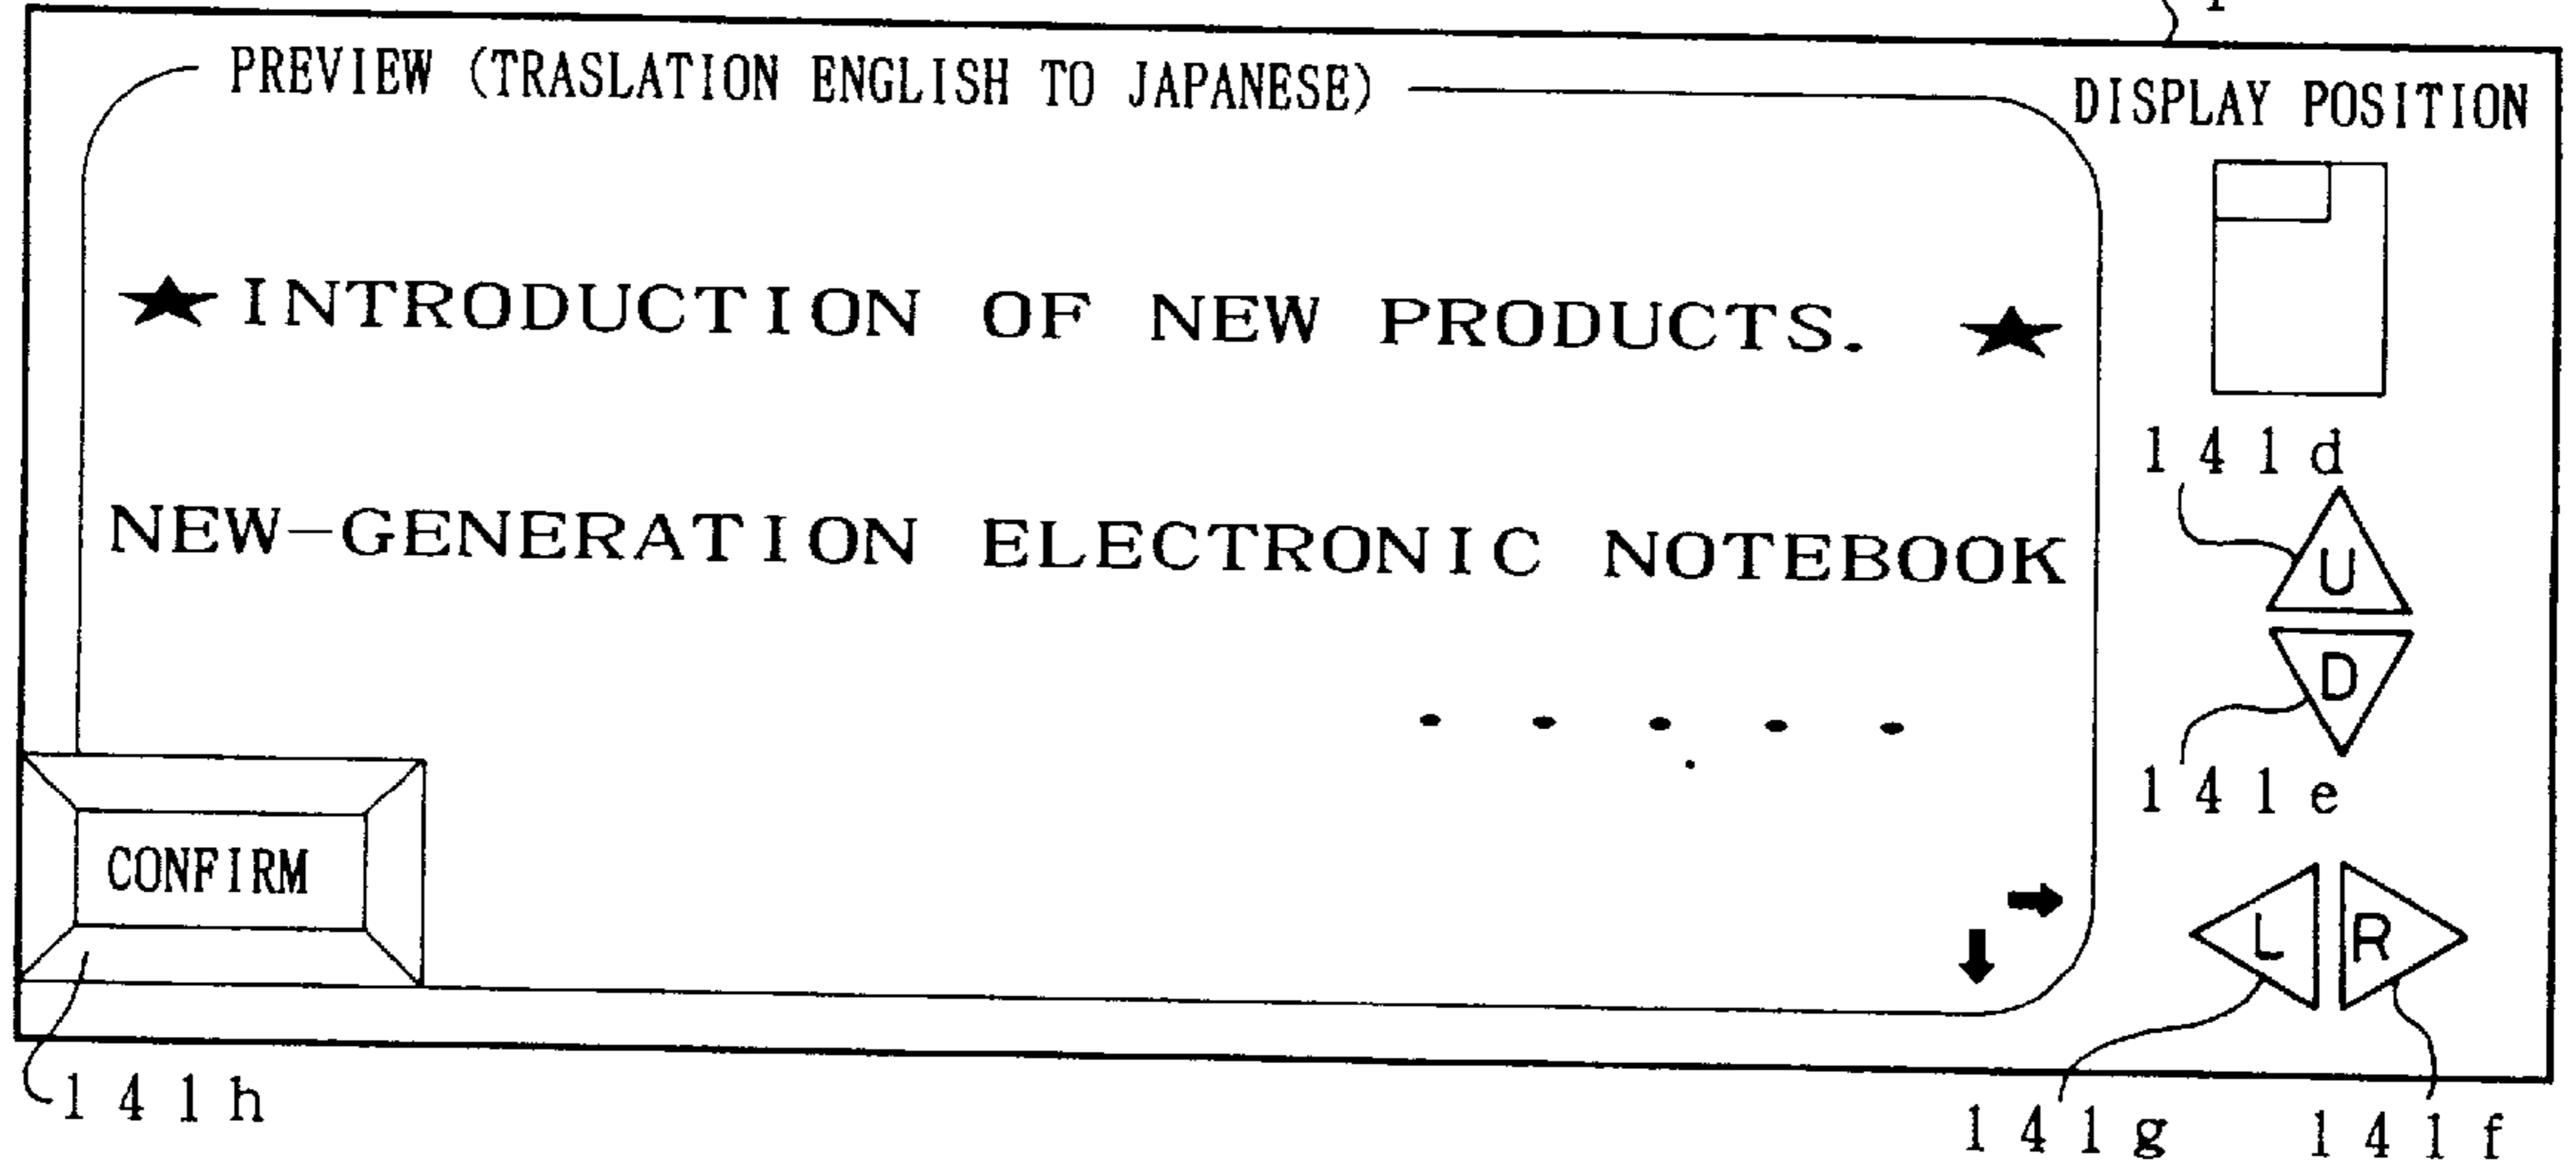 PREVIEW (TRASLATION ENGLISH TO JAPANESE)
DISPLAY POSITION
★ INTRODUCTION OF NEW PRODUCTS. ★
NEW-GENERATION ELECTRONIC NOTEBOOK
. . . . .
141d
U
D
141e
CONFIRM
L R
141h
141g 141f